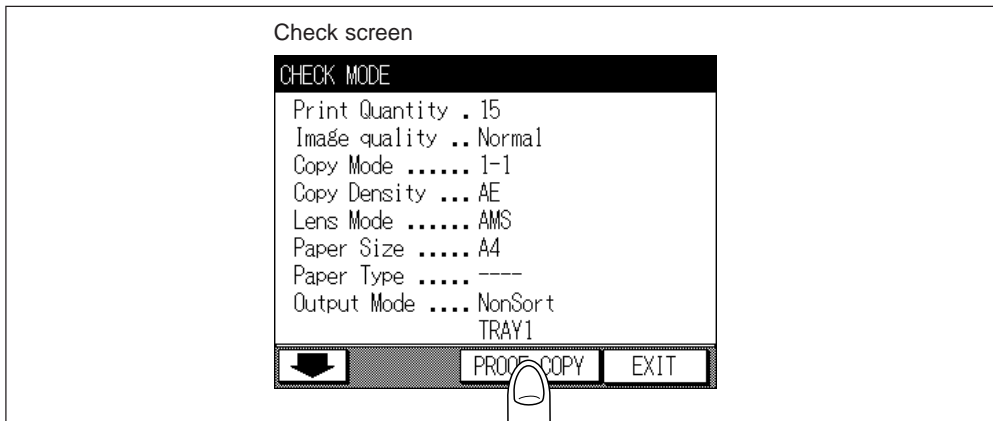 Check screen
CHECK MODE
Print Quantity . 15
Image quality .. Normal
Copy Mode ...... 1-1
Copy Density ... AE
Lens Mode ...... AMS
Paper Size ..... A4
Paper Type ..... ----
Output Mode .... NonSort
TRAY1
PROOF COPY EXIT